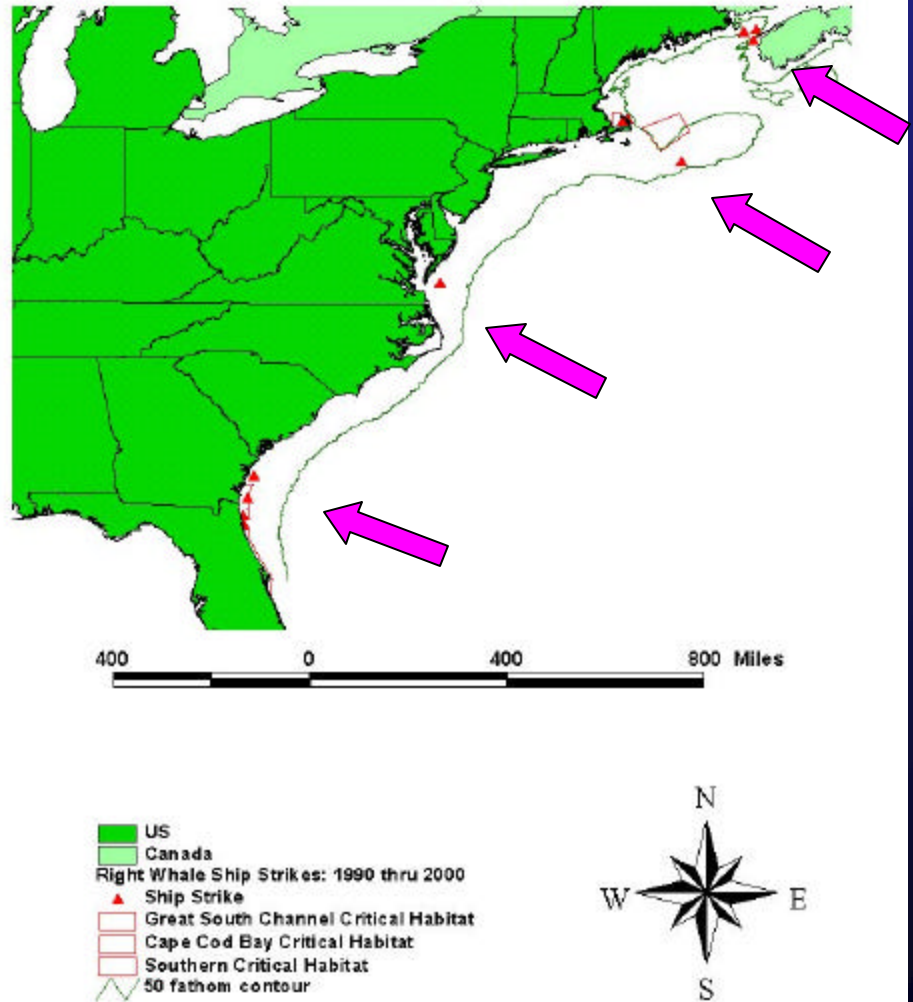 400 0 400 800 Miles
US
Canada
Right Whale Ship Strikes: 1990 thru 2000
Ship Strike
Great South Channel Critical Habitat
Cape Cod Bay Critical Habitat
Southern Critical Habitat
50 fathom contour
N
W E
S